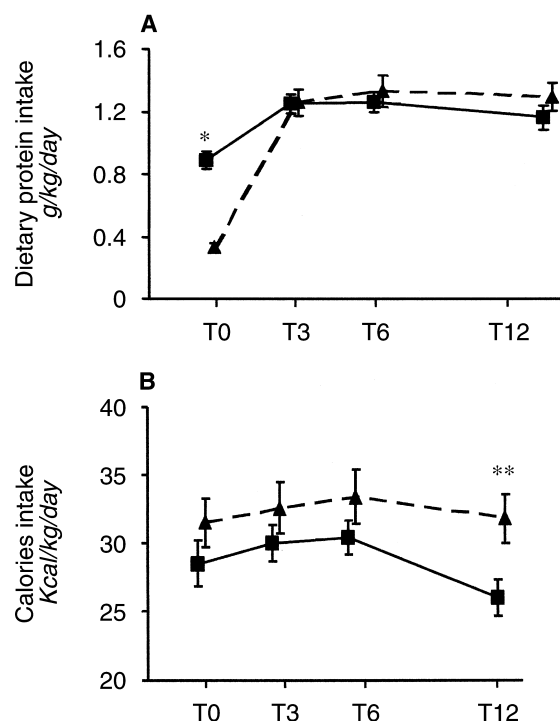 A
1.6
1.2
0.8
0.4
0
Dietary protein intake
g/kg/day
*
T0 T3 T6 T12
B
40
35
30
25
20
Calories intake
Kcal/kg/day
**
T0 T3 T6 T12